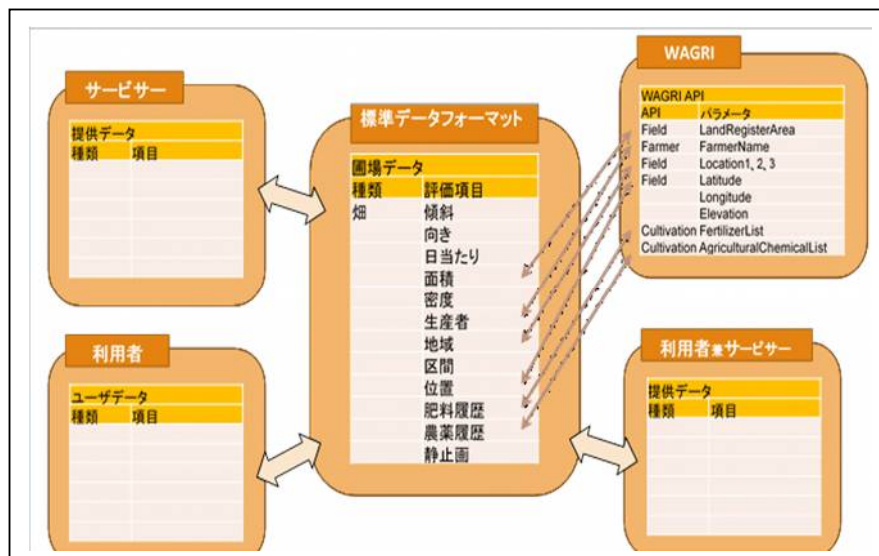 サービサー
提供データ
種類 項目
利用者
ユーザデータ
種類 項目
標準データフォーマット
圃場データ
種類 評価項目
畑 傾斜
向き
日当たり
面積
密度
生産者
地域
区間
位置
肥料履歴
農薬履歴
静止画
WAGRI
WAGRI API
API パラメータ
Field LandRegisterArea
Farmer FarmerName
Field Location1、2、3
Field Latitude
Longitude
Elevation
Cultivation FertilizerList
Cultivation AgriculturalChemicalList
利用者兼サービサー
提供データ
種類 項目